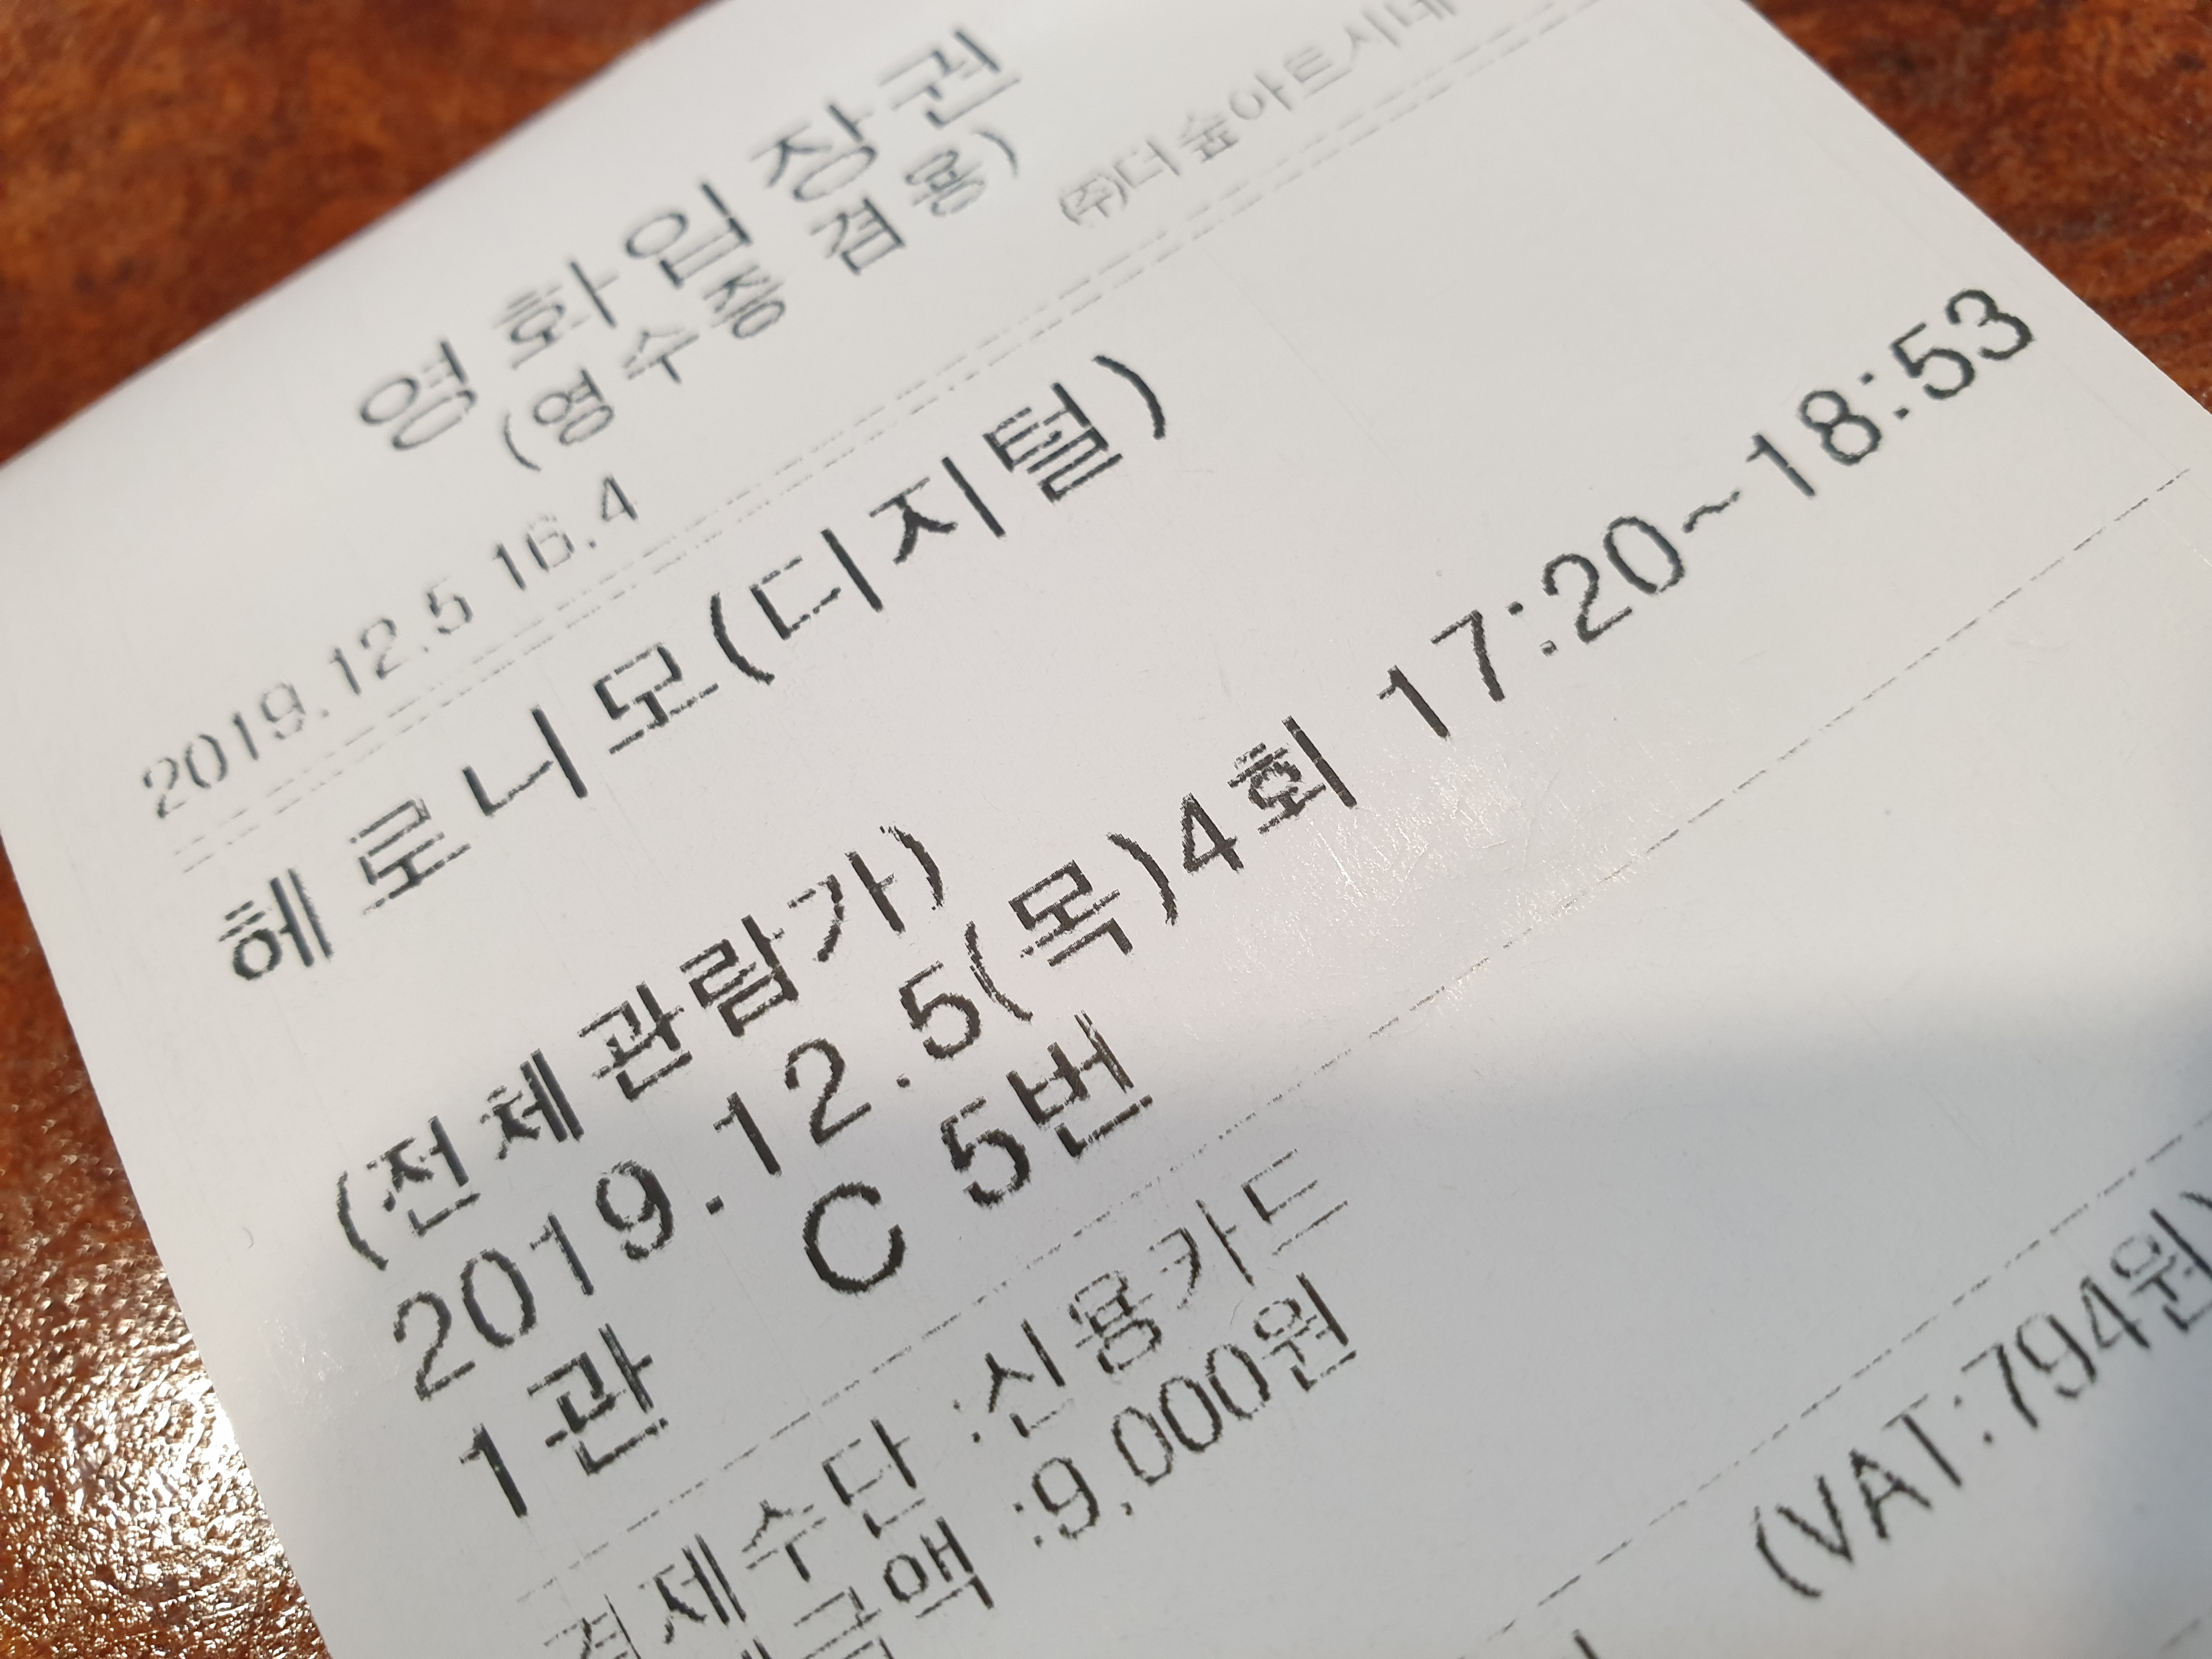 영화입장권
(영수증 겸용)
㈜더숲아트시네
2019.12.5 16.4
헤로니모(디지털)
(전체관람가)
2019.12.5(목)4회 17:20~18:53
1관 C 5번
결제수단 :신용카드
금액 :9,000원
(VAT:794원)